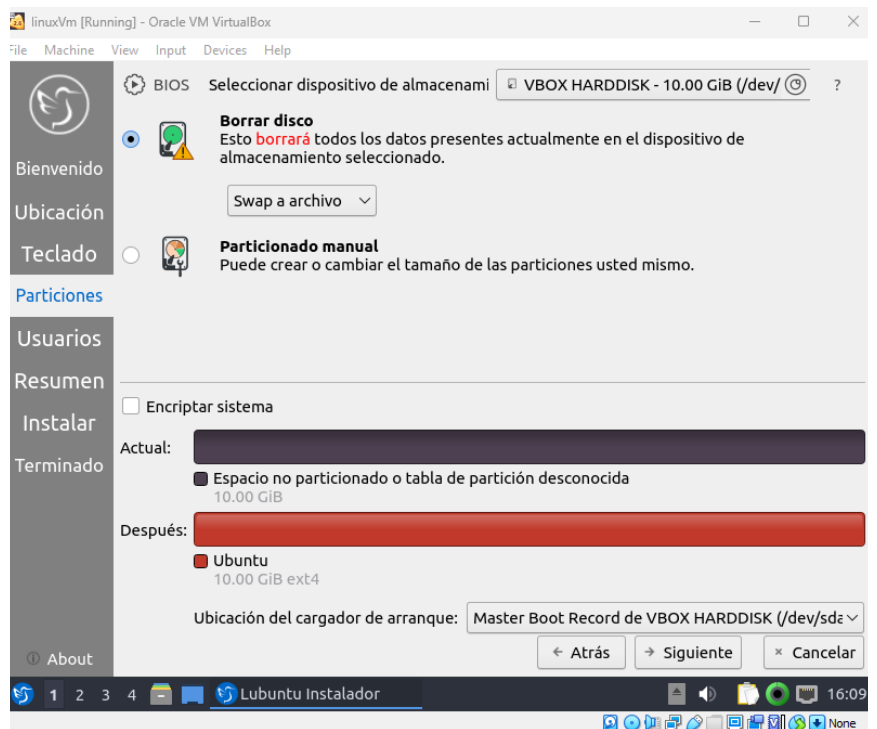 linuxVm [Running] - Oracle VM VirtualBox
File Machine View Input Devices Help
BIOS Seleccionar dispositivo de almacenami VBOX HARDDISK - 10.00 GiB (/dev/ ?
Borrar disco
Esto borrará todos los datos presentes actualmente en el dispositivo de
almacenamiento seleccionado.
Swap a archivo
Particionado manual
Puede crear o cambiar el tamaño de las particiones usted mismo.
Bienvenido
Ubicación
Teclado
Particiones
Usuarios
Resumen
Instalar
Terminado
Encriptar sistema
Actual:
Espacio no particionado o tabla de partición desconocida
10.00 GiB
Después:
Ubuntu
10.00 GiB ext4
Ubicación del cargador de arranque: Master Boot Record de VBOX HARDDISK (/dev/sda
Atrás Siguiente Cancelar
About
1 2 3 4 Lubuntu Instalador 16:09
None